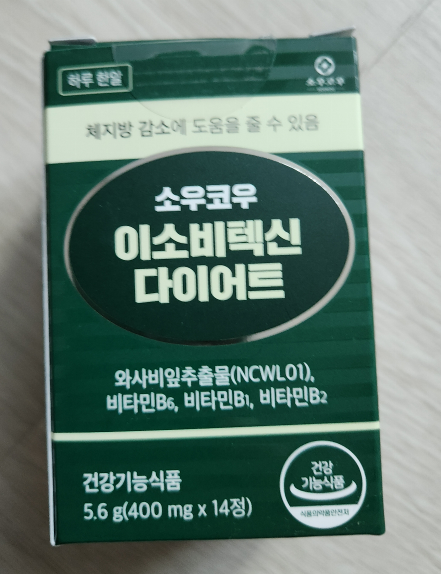 하루 한알
소우코우
체지방 감소에 도움을 줄 수 있음
소우코우
이소비텍신
다이어트
와사비잎추출물(NCWL01),
비타민B6, 비타민B1, 비타민B2
건강기능식품
5.6 g(400 mg x 14정)
건강
기능식품
식품의약품안전처